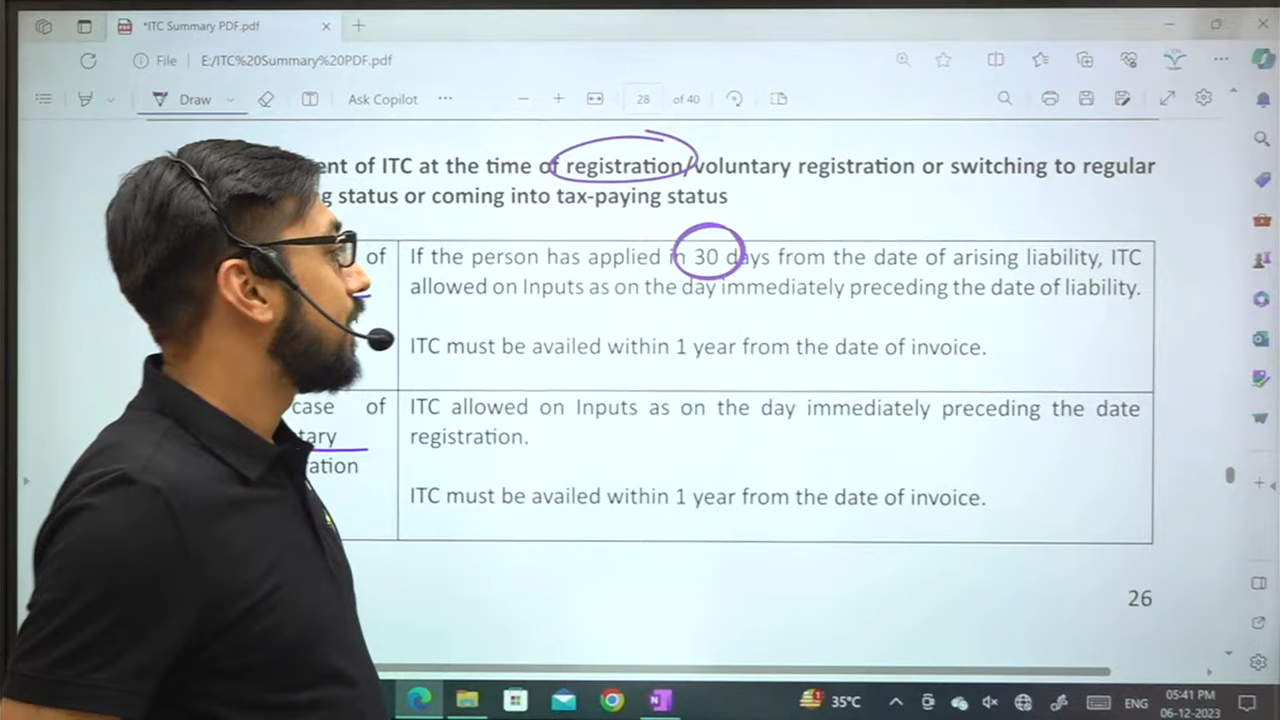 *ITC Summary PDF.pdf
File E:/ITC%20Summary%20PDF.pdf
Draw Ask Copilot 28 of 40
of ITC at the time of registration/voluntary registration or switching to regular
status or coming into tax-paying status
of
If the person has applied in 30 days from the date of arising liability, ITC
allowed on Inputs as on the day immediately preceding the date of liability.
ITC must be availed within 1 year from the date of invoice.
case of
ITC allowed on Inputs as on the day immediately preceding the date
registration.
ITC must be availed within 1 year from the date of invoice.
26
35°C ENG 05:41 PM
06-12-2023